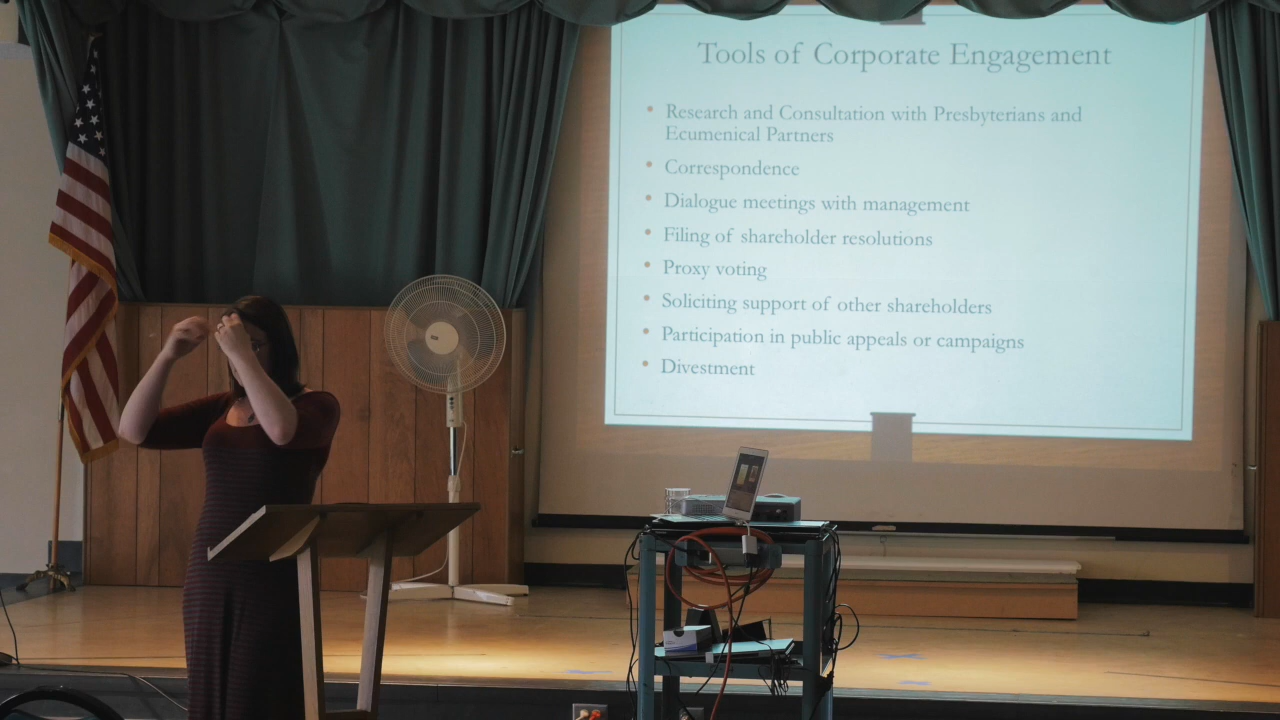 Tools of Corporate Engagement
Research and Consultation with Presbyterians and
Ecumenical Partners
Correspondence
Dialogue meetings with management
Filing of shareholder resolutions
Proxy voting
Soliciting support of other shareholders
Participation in public appeals or campaigns
Divestment